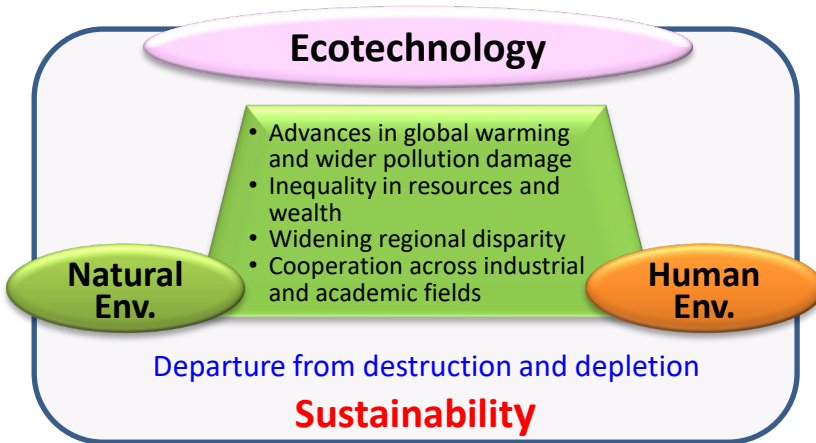 Ecotechnology
• Advances in global warming
and wider pollution damage
• Inequality in resources and
wealth
• Widening regional disparity
• Cooperation across industrial
and academic fields
Natural
Env.
Human
Env.
Departure from destruction and depletion
Sustainability